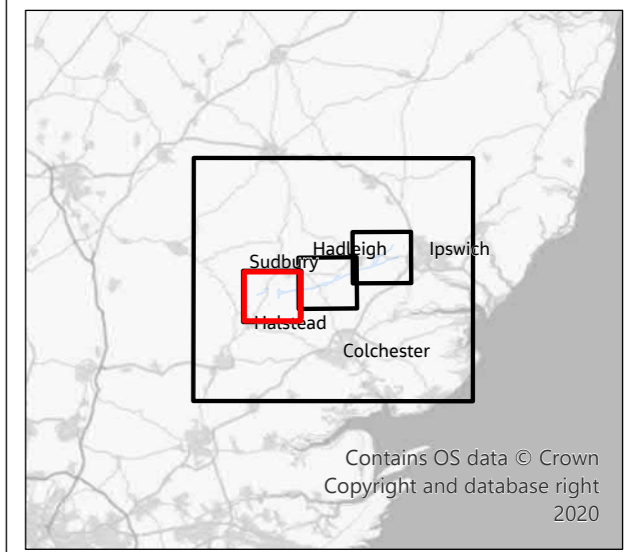 Hadleigh
Ipswich
Sudbury
Halstead
Colchester
Contains OS data © Crown
Copyright and database right
2020